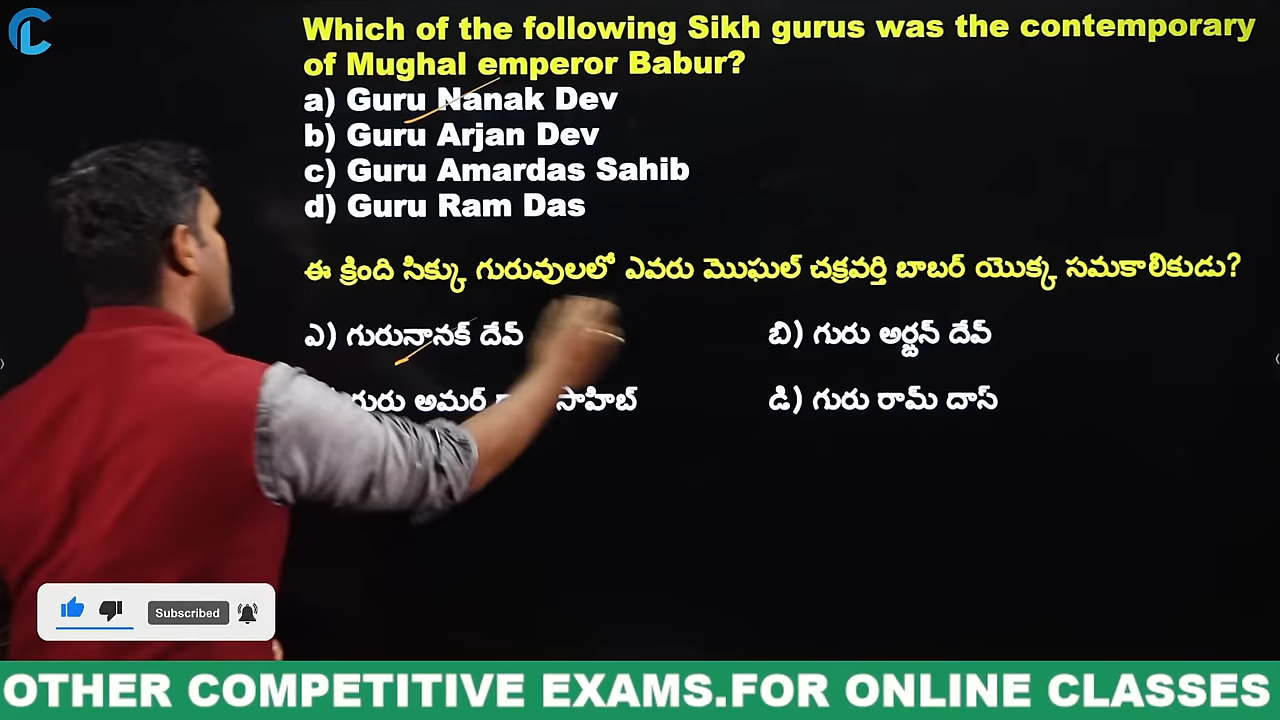 Which of the following Sikh gurus was the contemporary
of Mughal emperor Babur?
a) Guru Nanak Dev
b) Guru Arjan Dev
c) Guru Amardas Sahib
d) Guru Ram Das
ఈ క్రింది సిక్కు గురువులలో ఎవరు మొఘల్ చక్రవర్తి బాబర్ యొక్క సమకాలికుడు?
ఎ) గురునానక్ దేవ్ బి) గురు అర్జన్ దేవ్
గురు అమర్ సాహిబ్ డి) గురు రామ్ దాస్
Subscribed
OTHER COMPETITIVE EXAMS.FOR ONLINE CLASSES